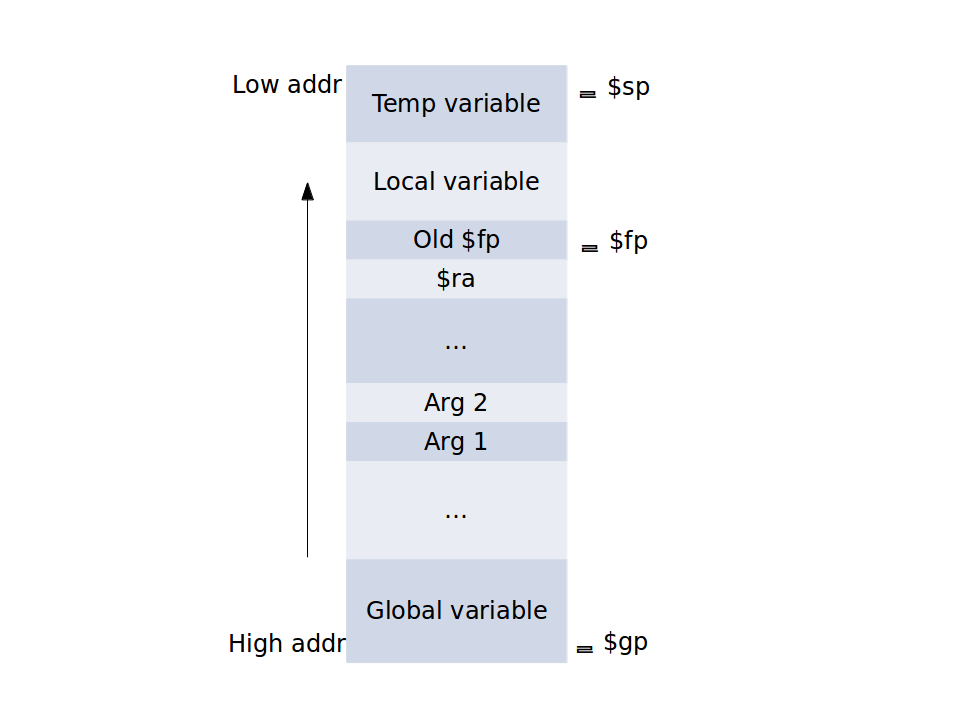 Low addr
Temp variable
$sp
Local variable
Old $fp
$fp
$ra
...
Arg 2
Arg 1
...
Global variable
High addr
$gp